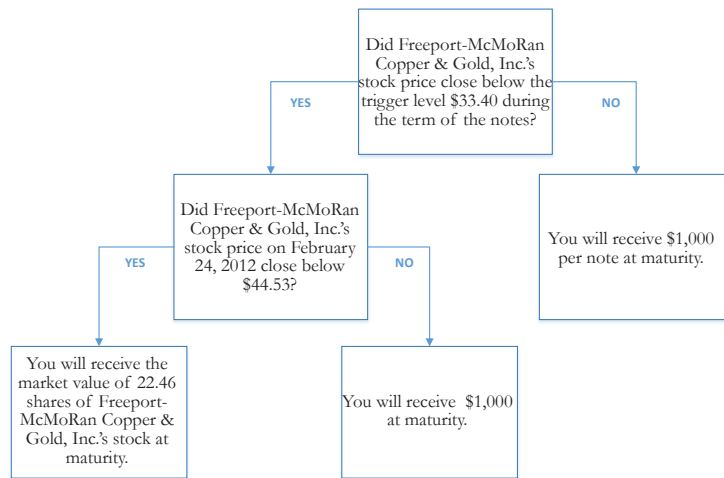 Did Freeport-McMoRan
Copper & Gold, Inc.'s
stock price close below the
trigger level $33.40 during
the term of the notes?
YES
NO
Did Freeport-McMoRan
Copper & Gold, Inc.'s
stock price on February
24, 2012 close below
$44.53?
You will receive $1,000
per note at maturity.
YES
NO
You will receive the
market value of 22.46
shares of Freeport-
McMoRan Copper &
Gold, Inc.'s stock at
maturity.
You will receive $1,000
at maturity.